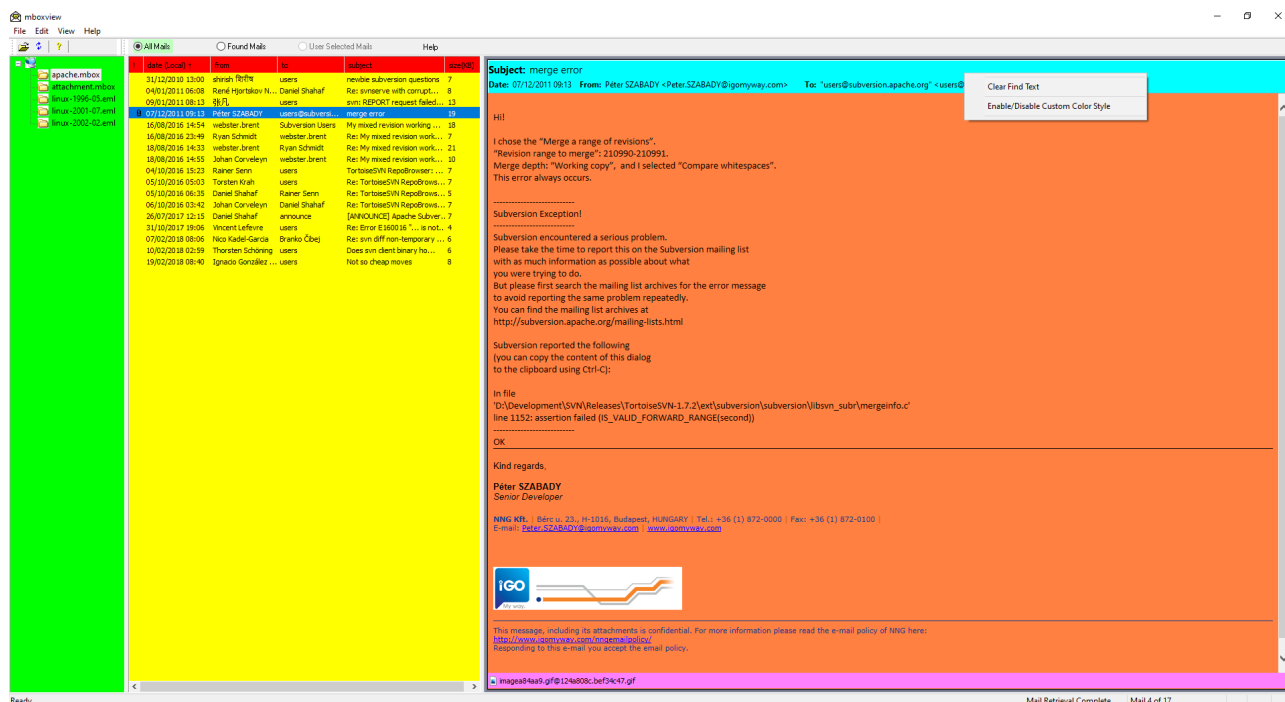 mboxview
File Edit View Help
All Mails Found Mails User Selected Mails Help
apache.mbox
attachment.mbox
linux-1996-05.eml
linux-2001-07.eml
linux-2002-02.eml
! date (Local) from to subject size(KB)
31/12/2010 13:00 shirish शिरीष users newbie subversion questions 7
04/01/2011 06:08 René Hjortskov N... Daniel Shahaf Re: svnserve with corrupt... 8
09/01/2011 08:13 张凡 users svn: REPORT request failed... 13
07/12/2011 09:13 Péter SZABADY users@subversi... merge error 19
16/08/2016 14:54 webster.brent Subversion Users My mixed revision working ... 18
16/08/2016 23:49 Ryan Schmidt webster.brent Re: My mixed revision work... 7
18/08/2016 14:33 webster.brent Ryan Schmidt Re: My mixed revision work... 21
18/08/2016 14:55 Johan Corveleyn webster.brent Re: My mixed revision work... 10
04/10/2016 15:23 Rainer Senn users TortoiseSVN RepoBrowser: ... 7
05/10/2016 05:03 Torsten Krah users Re: TortoiseSVN RepoBrows... 7
05/10/2016 06:35 Daniel Shahaf Rainer Senn Re: TortoiseSVN RepoBrows... 5
06/10/2016 03:42 Johan Corveleyn Daniel Shahaf Re: TortoiseSVN RepoBrows... 7
26/07/2017 12:15 Daniel Shahaf announce [ANNOUNCE] Apache Subver... 7
31/10/2017 19:06 Vincent Lefevre users Re: Error E160016 "... is not... 4
07/02/2018 08:06 Nico Kadel-Garcia Branko Čibej Re: svn diff non-temporary ... 6
10/02/2018 02:59 Thorsten Schöning users Does svn client binary ho... 6
19/02/2018 08:40 Ignacio González ... users Not so cheap moves 8
Subject: merge error
Date: 07/12/2011 09:13 From: Péter SZABADY <Peter.SZABADY@igomyway.com> To: "users@subversion.apache.org" <users@
Clear Find Text
Enable/Disable Custom Color Style
Hi!
I chose the “Merge a range of revisions”.
“Revision range to merge”: 210990-210991.
Merge depth: “Working copy”, and I selected “Compare whitespaces”.
This error always occurs.
---------------------------
Subversion Exception!
---------------------------
Subversion encountered a serious problem.
Please take the time to report this on the Subversion mailing list
with as much information as possible about what
you were trying to do.
But please first search the mailing list archives for the error message
to avoid reporting the same problem repeatedly.
You can find the mailing list archives at
http://subversion.apache.org/mailing-lists.html
Subversion reported the following
(you can copy the content of this dialog
to the clipboard using Ctrl-C):
In file
'D:\Development\SVN\Releases\TortoiseSVN-1.7.2\ext\subversion\subversion\libsvn_subr\mergeinfo.c'
line 1152: assertion failed (IS_VALID_FORWARD_RANGE(second))
---------------------------
OK
Kind regards,
Péter SZABADY
Senior Developer
NNG Kft. | Bérc u. 23., H-1016, Budapest, HUNGARY | Tel.: +36 (1) 872-0000 | Fax: +36 (1) 872-0100 |
E-mail: Peter.SZABADY@igomyway.com | www.igomyway.com
iGO
My way.
This message, including its attachments is confidential. For more information please read the e-mail policy of NNG here:
http://www.igomyway.com/nngemailpolicy/
Responding to this e-mail you accept the email policy.
imagea84aa9.gif@124a808c.bef34c47.gif
Ready Mail Retrieval Complete Mail 4 of 17